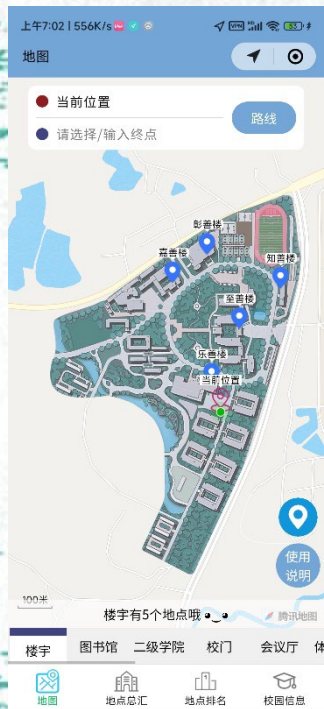 上午7:02 | 556K/s
地图
当前位置
请选择/输入终点
路线
彭善楼
嘉善楼
知善楼
至善楼
乐善楼
当前位置
使用
说明
100米
楼宇有5个地点哦
腾讯地图
楼宇 图书馆 二级学院 校门 会议厅 体
地图 地点总汇 地点排名 校园信息